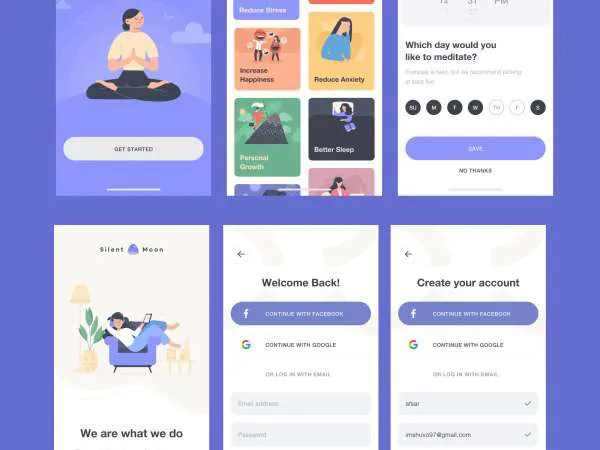 GET STARTED
Reduce Stress
Increase
Happiness
Reduce Anxiety
Personal
Growth
Better Sleep
14 31 PM
Which day would you
like to meditate?
Everyday is best, but we recommend picking
at least five.
SU M F W TH F S
SAVE
NO THANKS
Silent Moon
We are what we do
Welcome Back!
CONTINUE WITH FACEBOOK
CONTINUE WITH GOOGLE
OR LOG IN WITH EMAIL
Email address
Password
Create your account
CONTINUE WITH FACEBOOK
CONTINUE WITH GOOGLE
OR LOG IN WITH EMAIL
afsar
imshuvo97@gmail.com